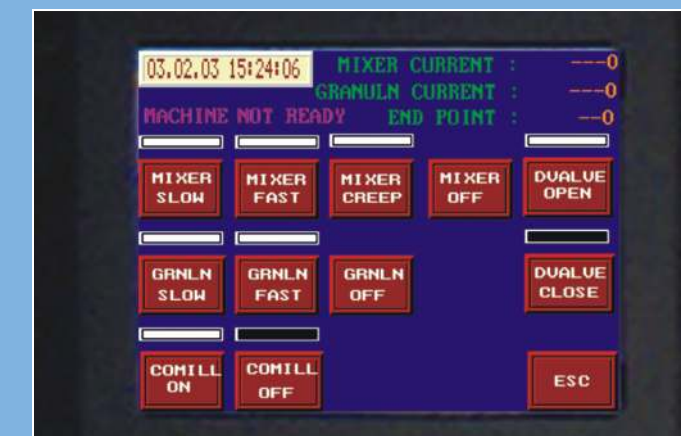 03.02.03 15:24:06 MIXER CURRENT : ---0
GRANULN CURRENT : ---0
MACHINE NOT READY END POINT : --0
MIXER SLOW
MIXER FAST
MIXER CREEP
MIXER OFF
DVALVE OPEN
GRNLN SLOW
GRNLN FAST
GRNLN OFF
DVALVE CLOSE
COMILL ON
COMILL OFF
ESC